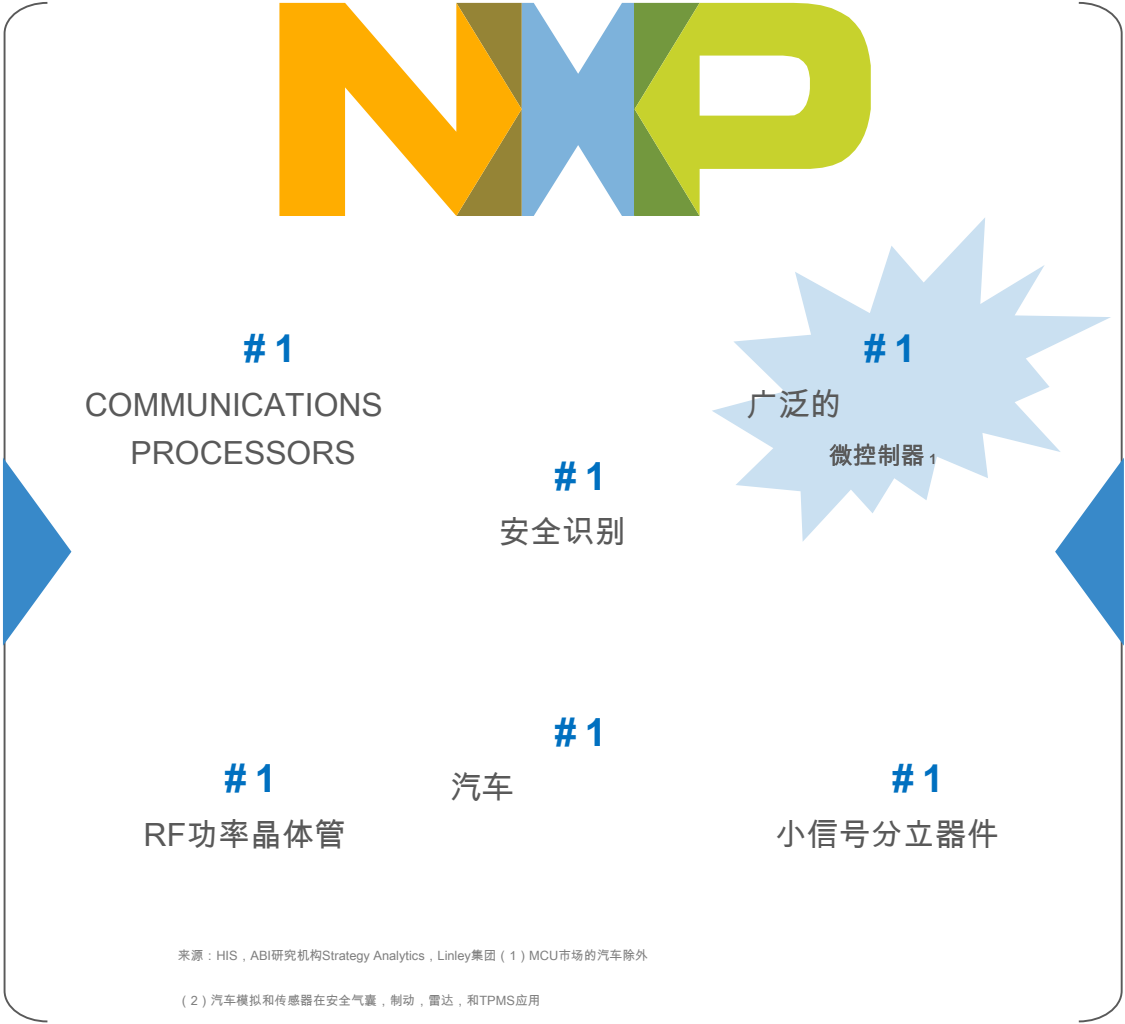 NXP
# 1
COMMUNICATIONS
PROCESSORS
# 1
广泛的
微控制器 1
# 1
安全识别
# 1
汽车
# 1
RF功率晶体管
# 1
小信号分立器件
来源：HIS，ABI研究机构Strategy Analytics，Linley集团（1）MCU市场的汽车除外
（2）汽车模拟和传感器在安全气囊，制动，雷达，和TPMS应用